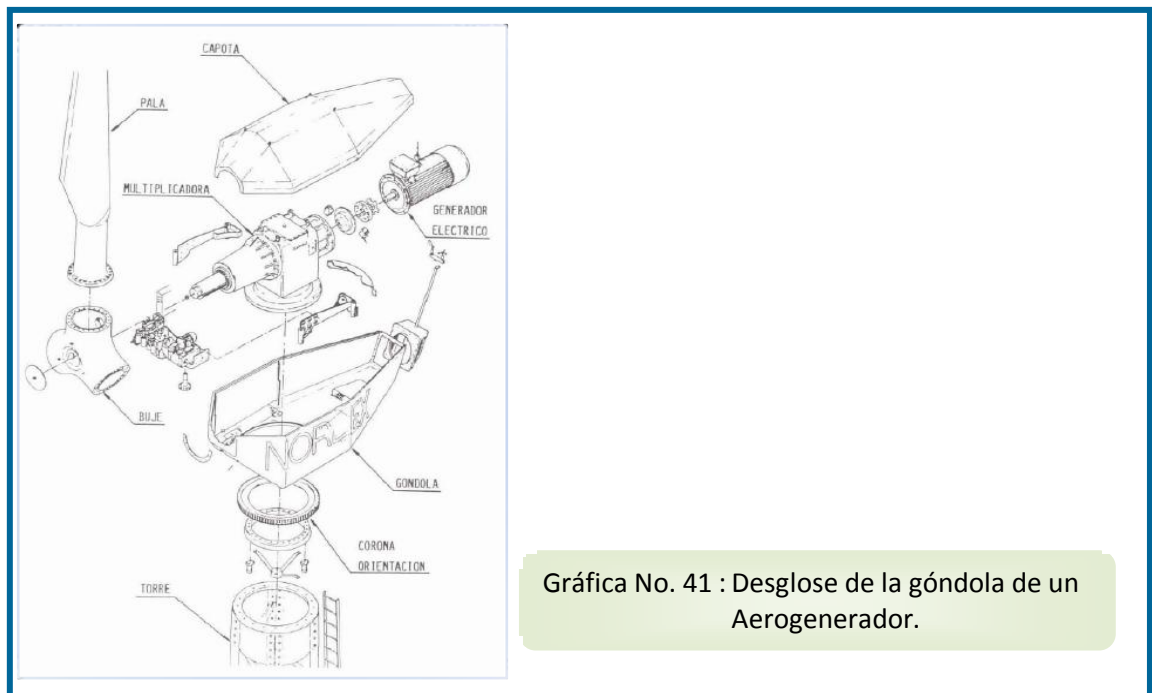 CAPOTA
PALA
MULTIPLICADORA
GENERADOR
ELECTRICO
BUJE
GONDOLA
CORONA
ORIENTACION
TORRE
Gráfica No. 41 : Desglose de la góndola de un
Aerogenerador.